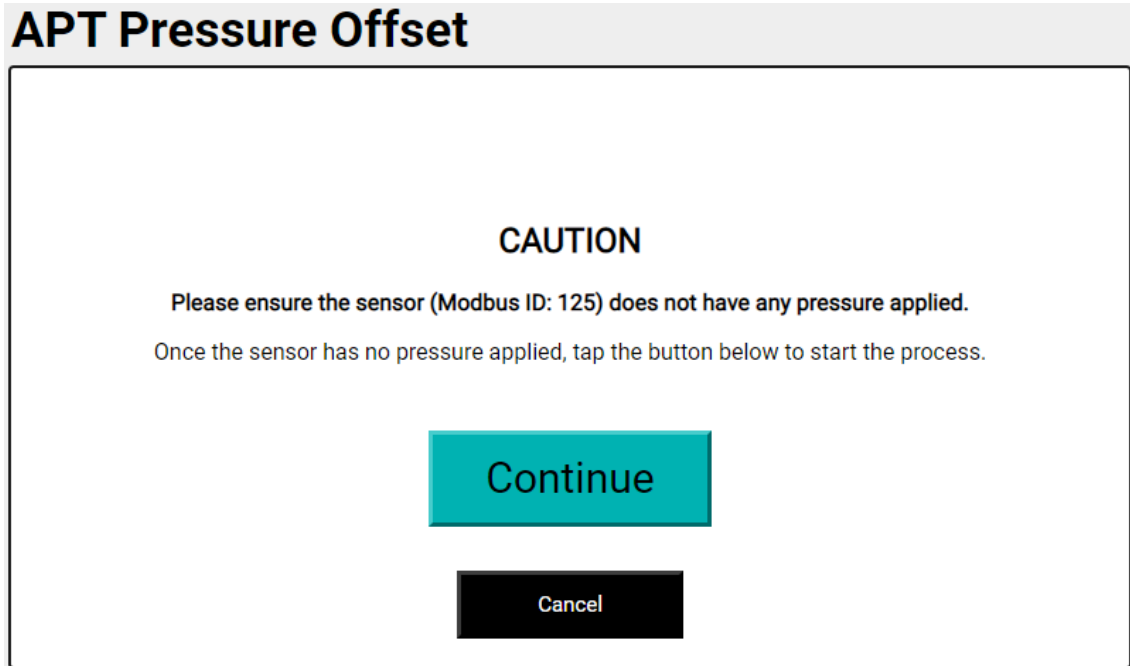 APT Pressure Offset
CAUTION
Please ensure the sensor (Modbus ID: 125) does not have any pressure applied.
Once the sensor has no pressure applied, tap the button below to start the process.
Continue
Cancel